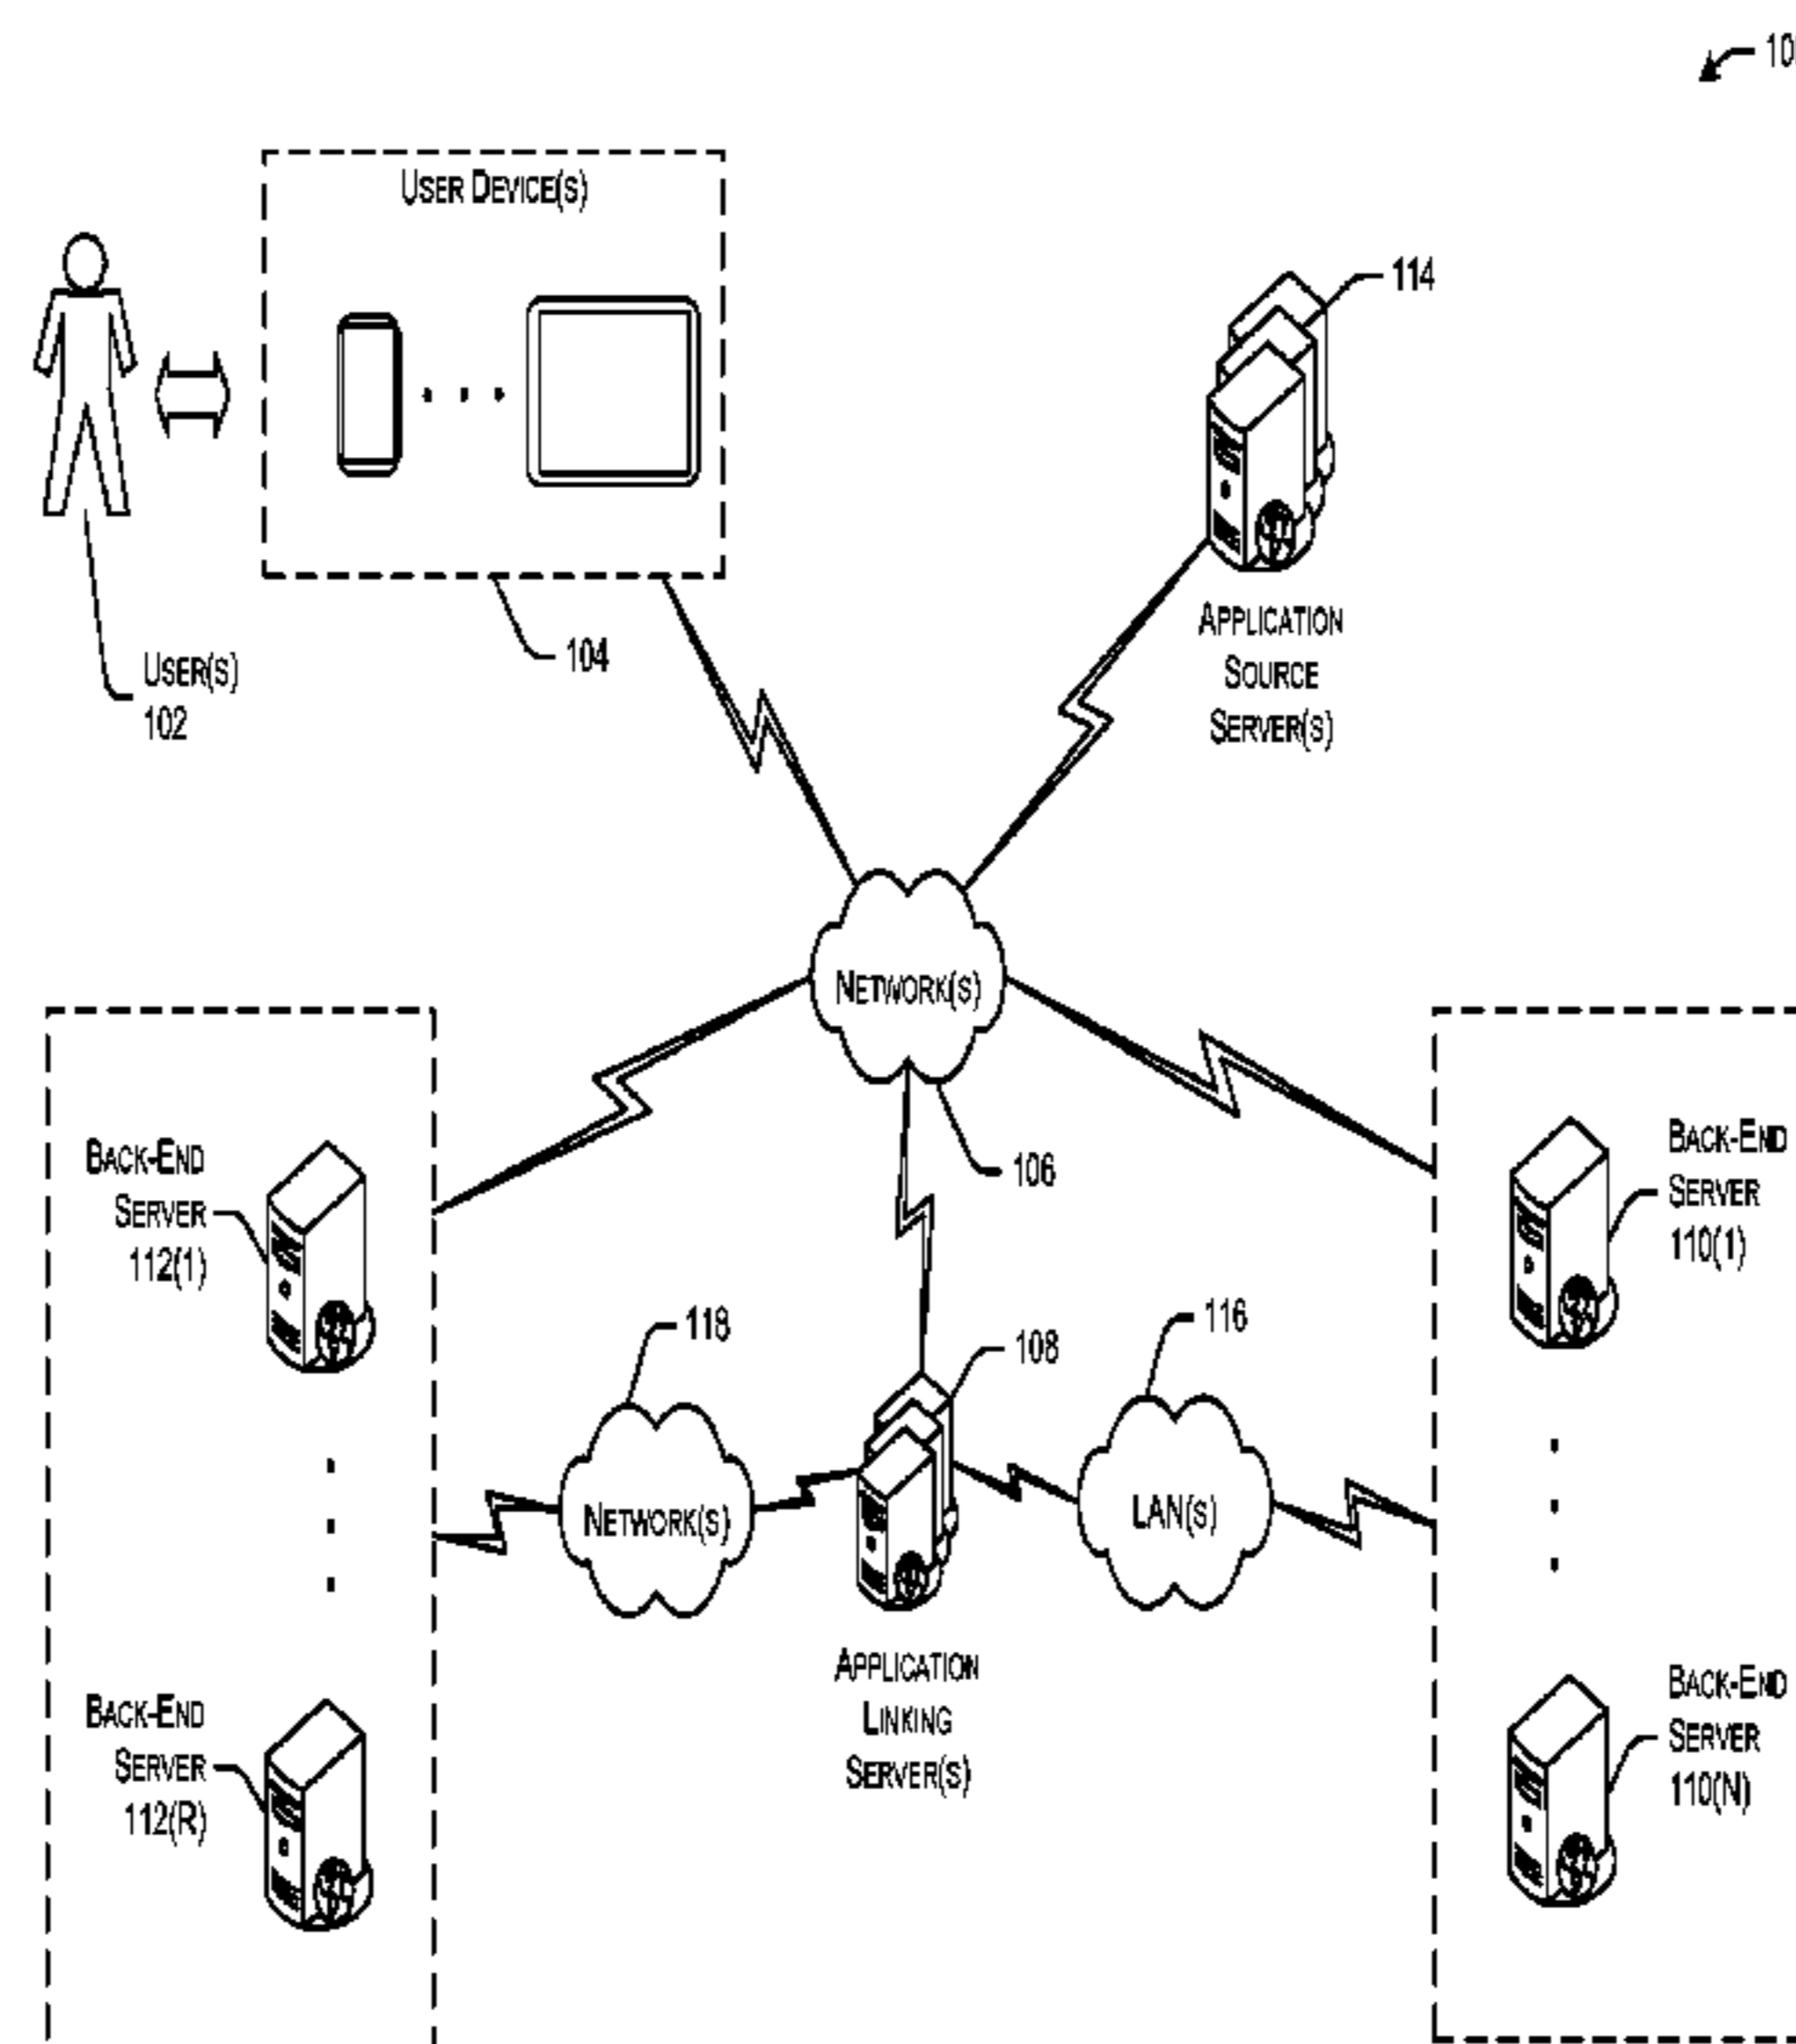 USER DEVICE(S)
114
APPLICATION
SOURCE
SERVER(S)
104
USER(S)
102
NETWORK(S)
106
BACK-END
SERVER
112(1)
BACK-END
SERVER
110(1)
118
108
116
NETWORK(S)
LAN(S)
APPLICATION
LINKING
SERVER(S)
BACK-END
SERVER
112(R)
BACK-END
SERVER
110(N)